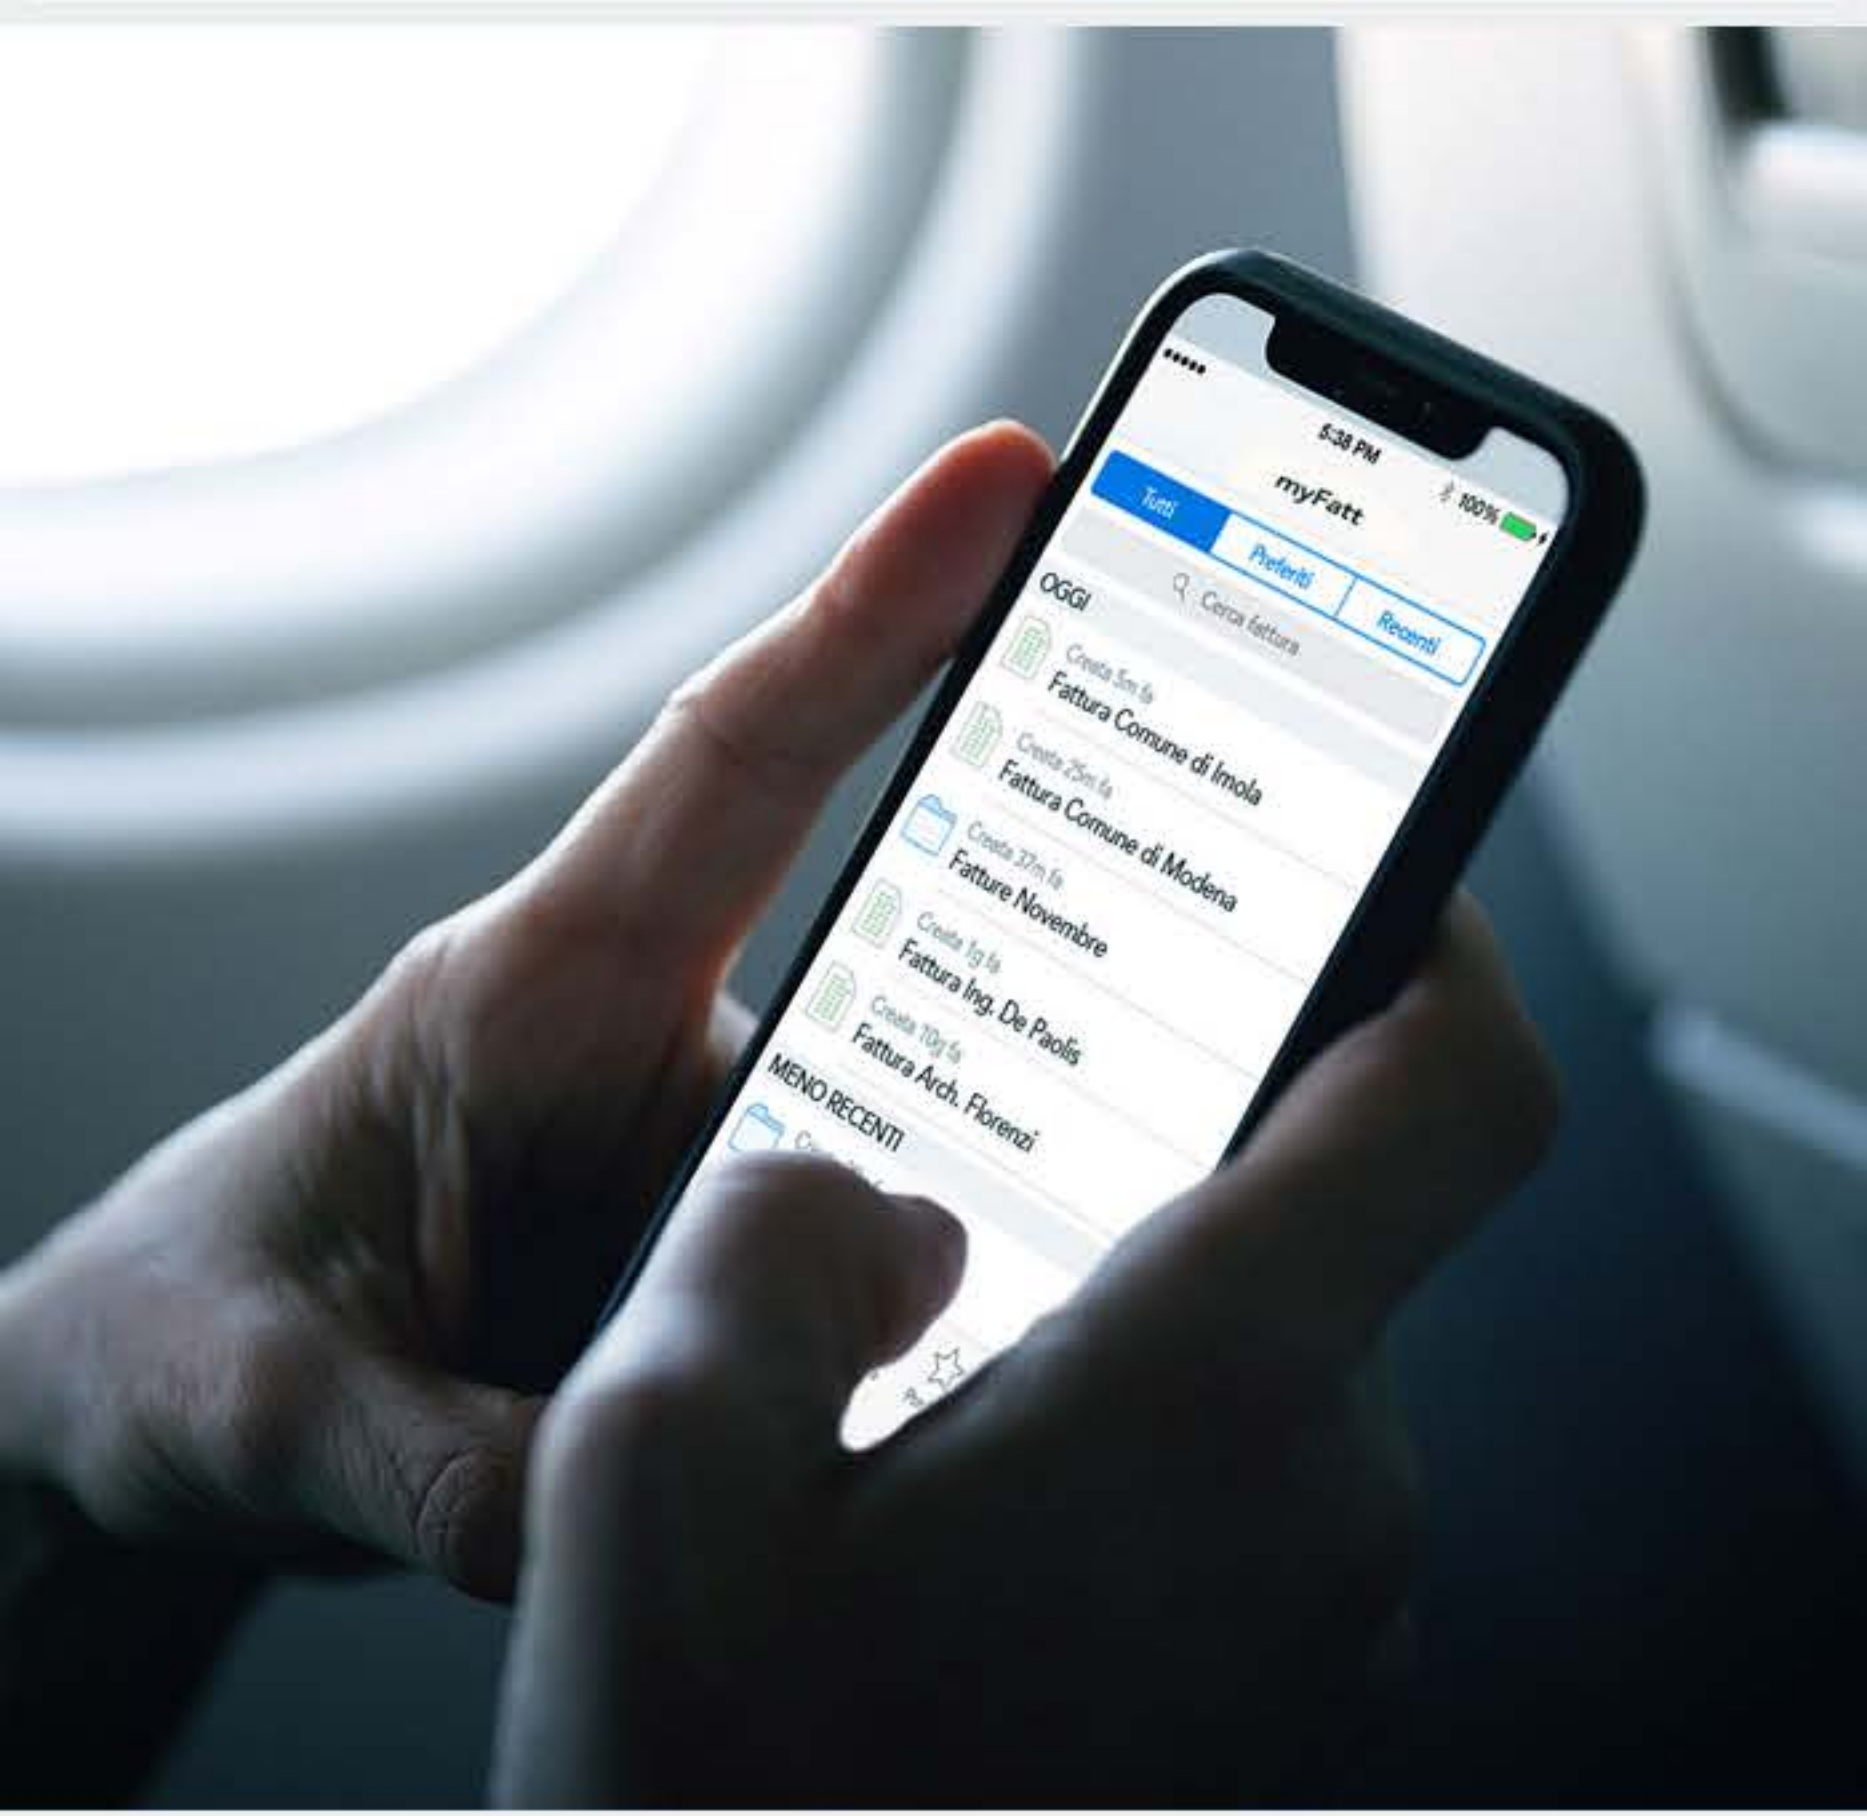 5:38 PM
100%
myFatt
Tutti
Preferiti
Recenti
Cerca fattura
OGGI
Creata 5m fa
Fattura Comune di Imola
Creata 25m fa
Fattura Comune di Modena
Creata 37m fa
Fatture Novembre
Creata 1g fa
Fattura Ing. De Paolis
Creata 10g fa
Fattura Arch. Florenzi
MENO RECENTI